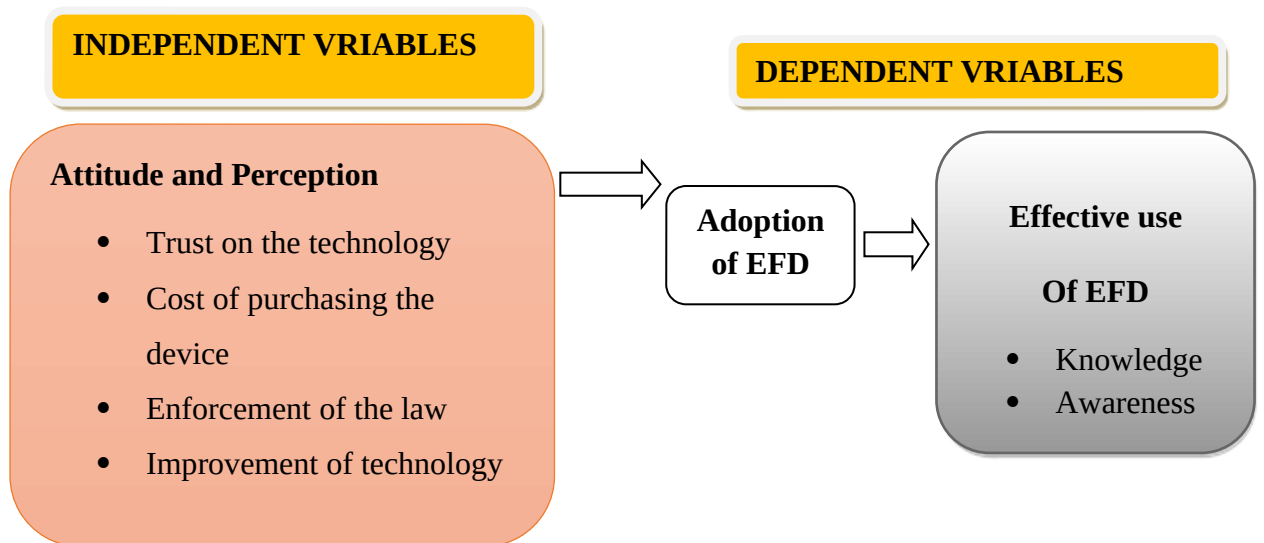 INDEPENDENT VRIABLES
DEPENDENT VRIABLES
Attitude and Perception
• Trust on the technology
• Cost of purchasing the
device
• Enforcement of the law
• Improvement of technology
Adoption
of EFD
Effective use
Of EFD
• Knowledge
• Awareness